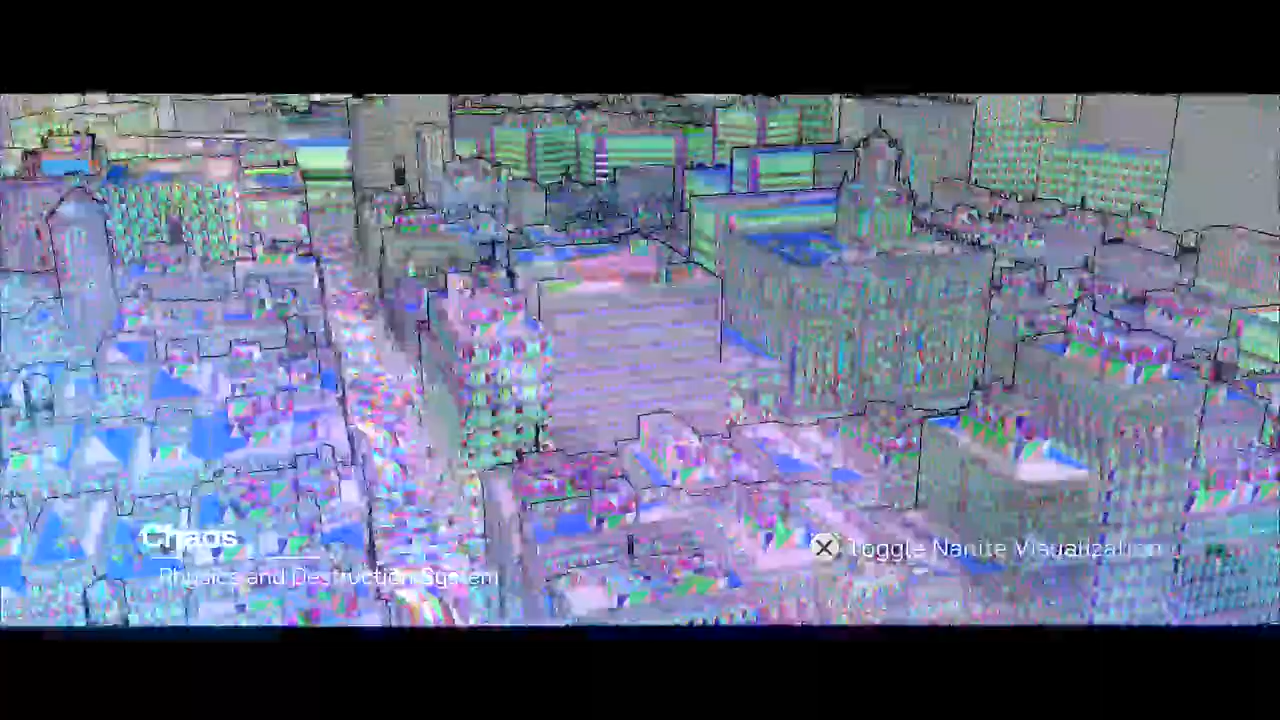 Chaos
Physics and Destruction System
Toggle Nanite Visualization